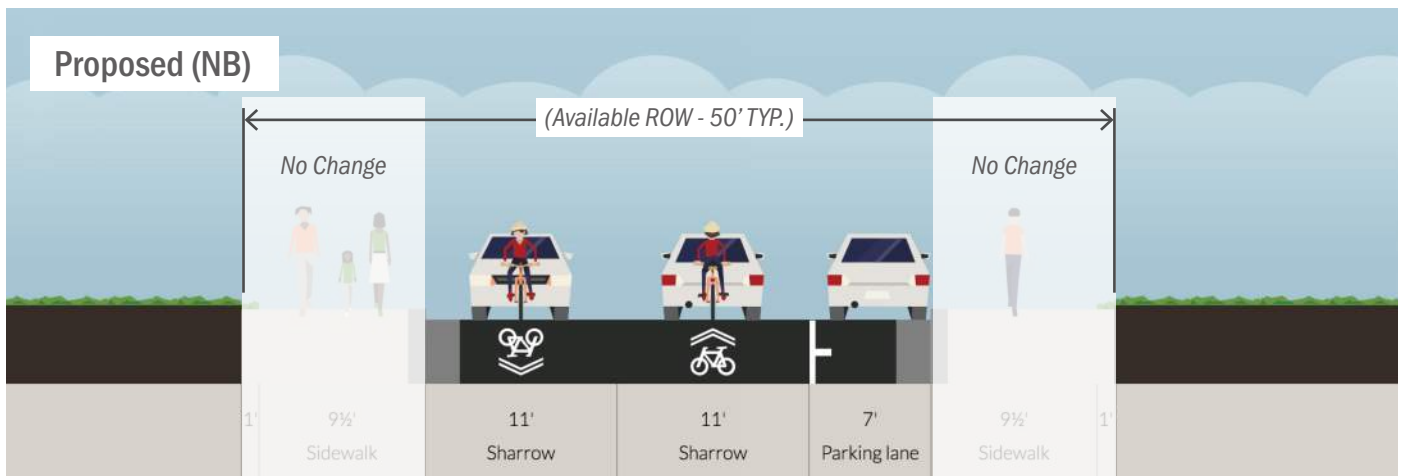 Proposed (NB)
(Available ROW - 50' TYP.)
No Change
No Change
1'
9½'
11'
11'
7'
9½'
1'
Sidewalk
Sharrow
Sharrow
Parking lane
Sidewalk